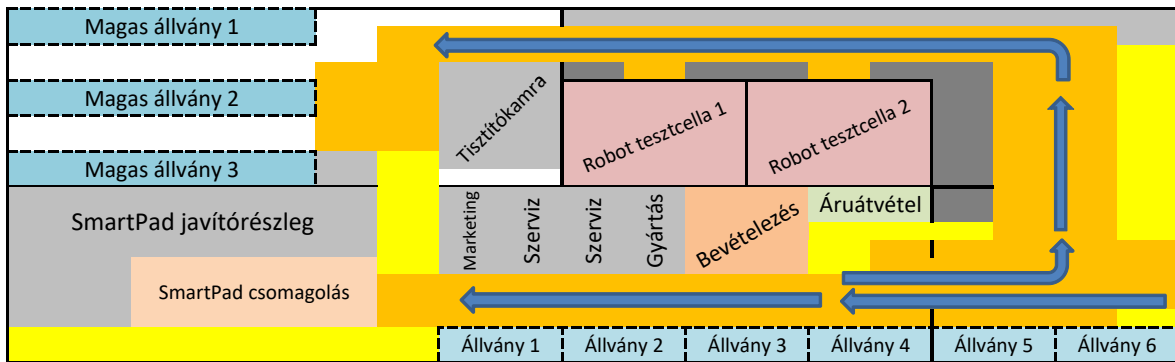 Magas állvány 1
Magas állvány 2
Magas állvány 3
Tisztítókamra
Robot tesztcella 1
Robot tesztcella 2
SmartPad javítórészleg
Marketing
Szerviz
Szerviz
Gyártás
Bevételezés
Áruátvétel
SmartPad csomagolás
Állvány 1
Állvány 2
Állvány 3
Állvány 4
Állvány 5
Állvány 6